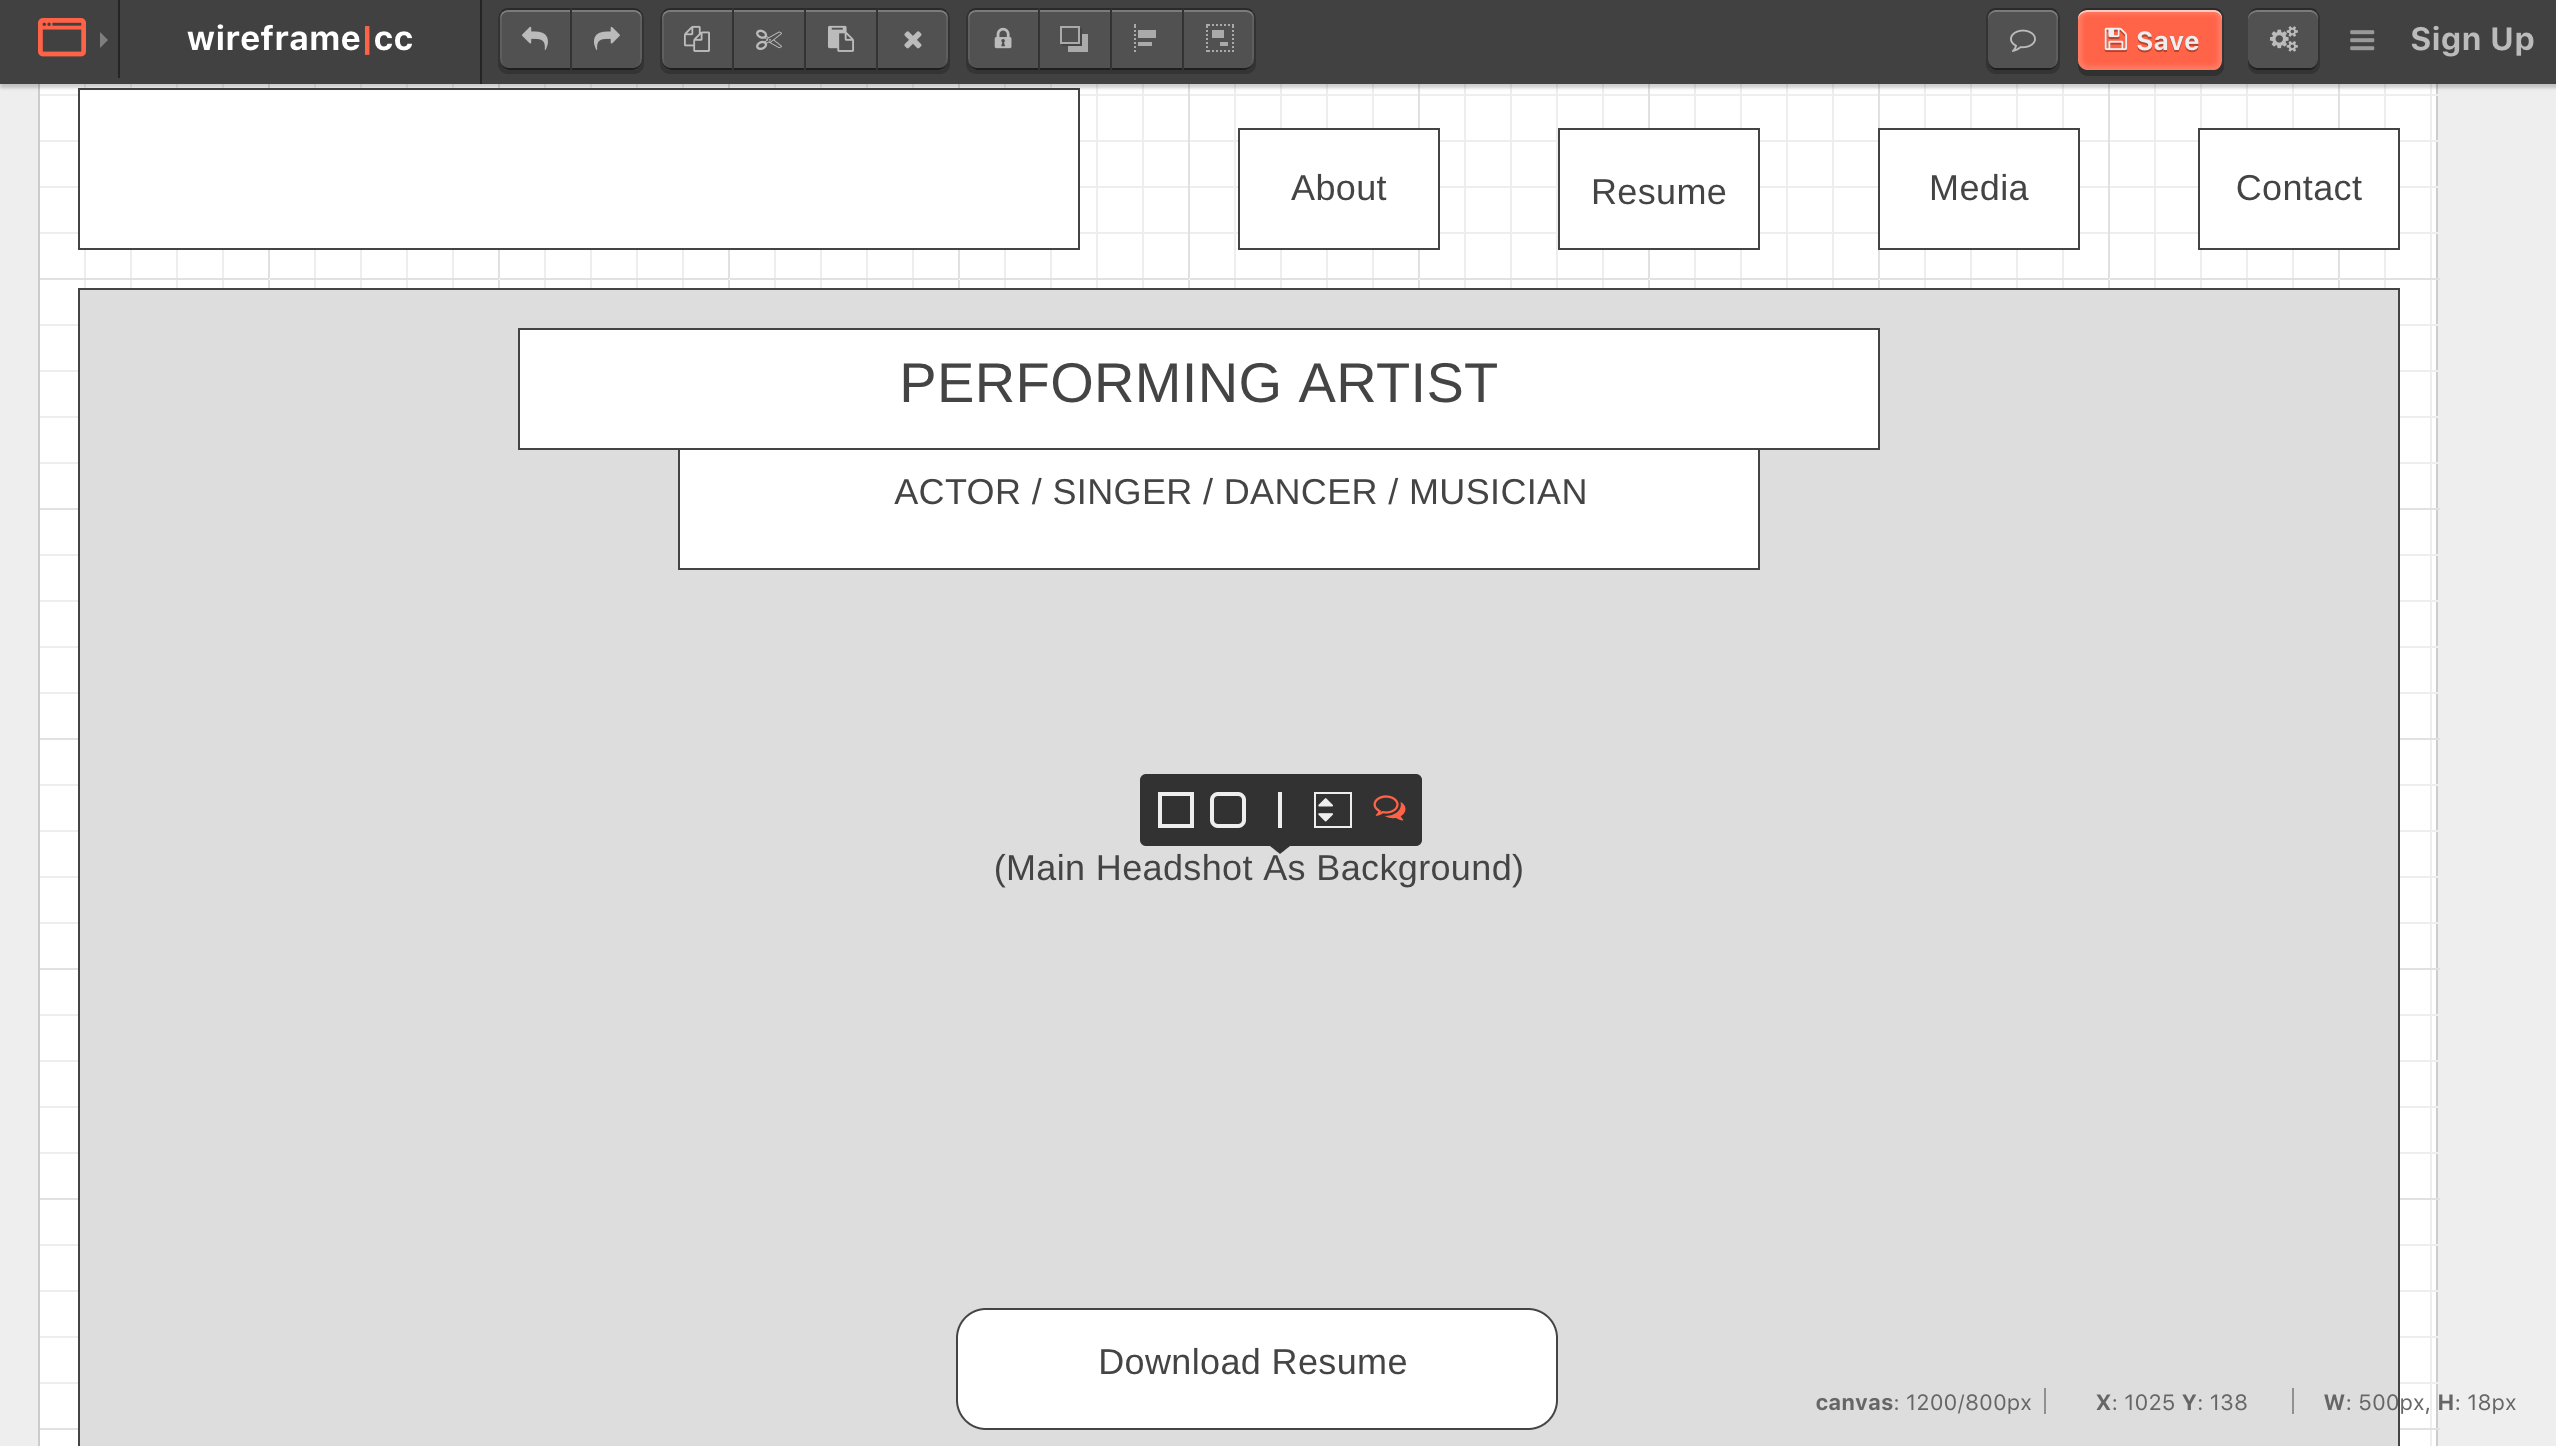 wireframe|cc
Save
Sign Up
About
Resume
Media
Contact
PERFORMING ARTIST
ACTOR / SINGER / DANCER / MUSICIAN
(Main Headshot As Background)
Download Resume
canvas: 1200/800px | X: 1025 Y: 138 | W: 500px, H: 18px